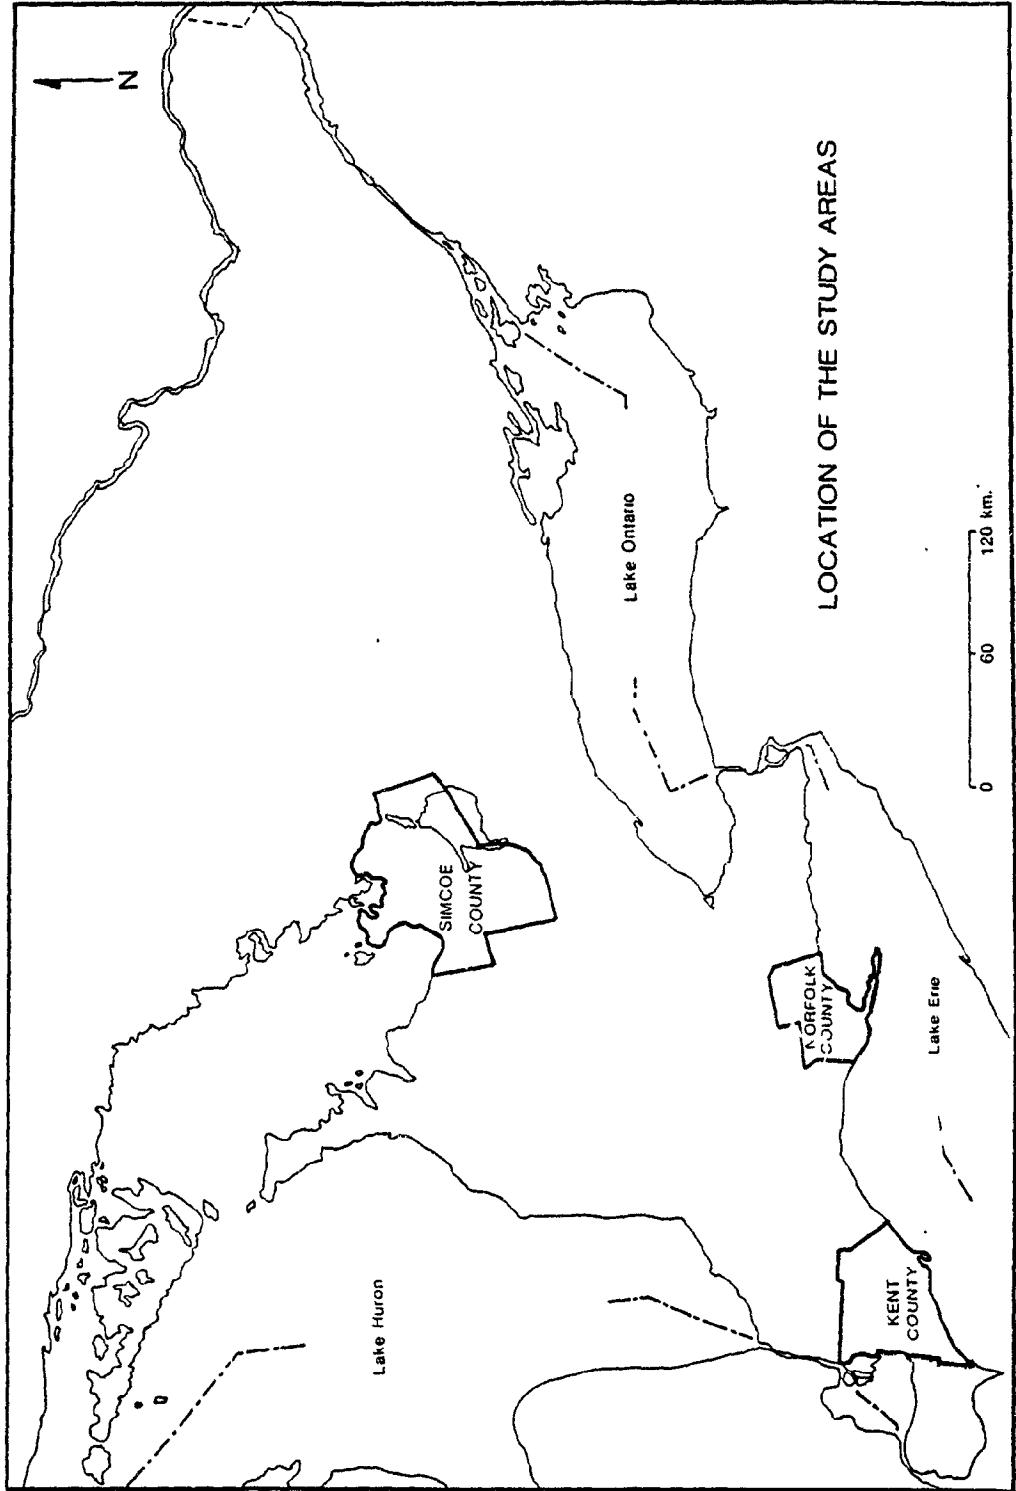 N
SIMCOE
COUNTY
Lake Huron
Lake Ontario
NORFOLK
COUNTY
KENT
COUNTY
Lake Erie
LOCATION OF THE STUDY AREAS
0 60 120 km.